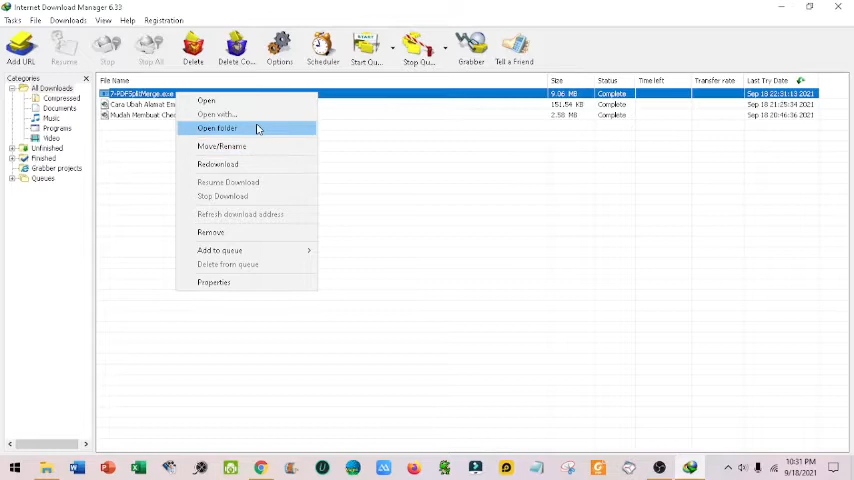 Internet Download Manager 6.33
Tasks File Downloads View Help Registration
Add URL Resume Stop Stop All Delete Delete Co... Options Scheduler Start Qu... Stop Qu... Grabber Tell a Friend
Categories
All Downloads
Compressed
Documents
Music
Programs
Video
Unfinished
Finished
Grabber projects
Queues
File Name Size Status Time left Transfer rate Last Try Date
7-PDFSplitMerge.exe 9.06 MB Complete Sep 18 22:31:13 2021
Cara Ubah Alamat Em 151.54 KB Complete Sep 18 21:25:34 2021
Mudah Membuat Chec 2.58 MB Complete Sep 18 20:46:36 2021
Open
Open with...
Open folder
Move/Rename
Redownload
Resume Download
Stop Download
Refresh download address
Remove
Add to queue
Delete from queue
Properties
10:31 PM
9/18/2021